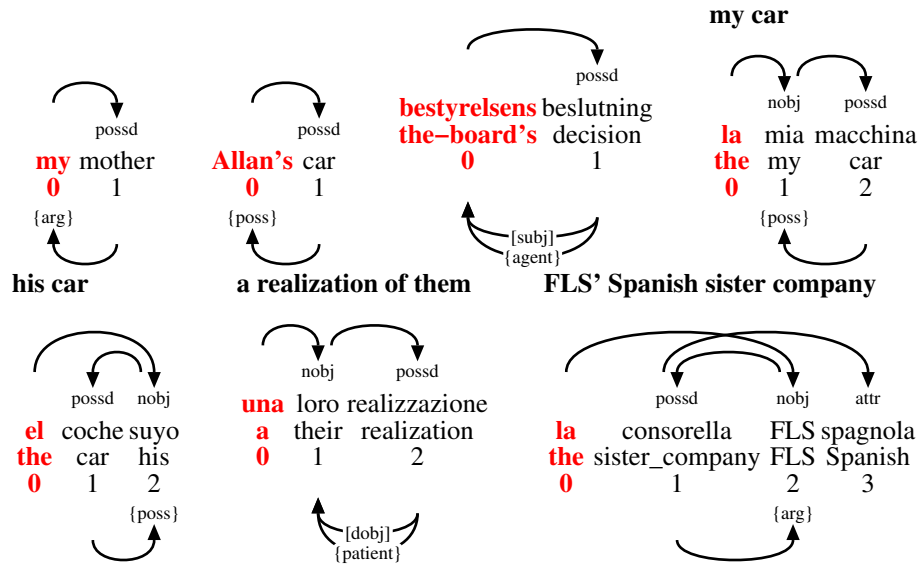 my car
possd
my mother
0 1
{arg}
possd
Allan's car
0 1
{poss}
possd
bestyrelsens beslutning
the–board's decision
0 1
[subj]
{agent}
nobj possd
la mia macchina
the my car
0 1 2
{poss}
his car
a realization of them
FLS' Spanish sister company
possd nobj
el coche suyo
the car his
0 1 2
{poss}
nobj possd
una loro realizzazione
a their realization
0 1 2
[dobj]
{patient}
possd nobj attr
la consorella FLS spagnola
the sister_company FLS Spanish
0 1 2 3
{arg}